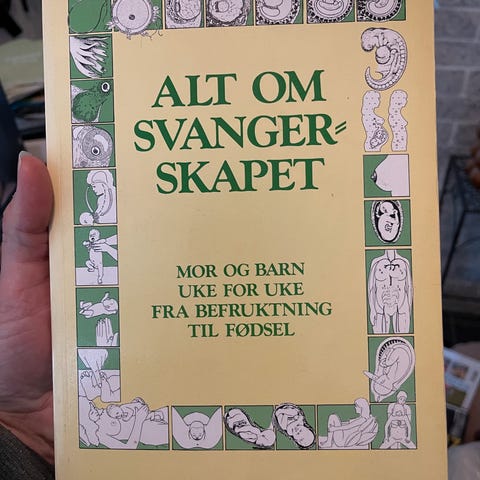 ALT OM
SVANGER=
SKAPET
MOR OG BARN
UKE FOR UKE
FRA BEFRUKTNING
TIL FØDSEL